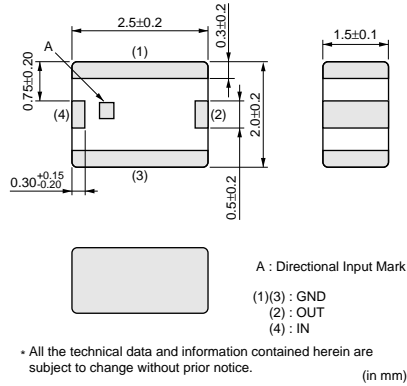 2.5±0.2
1.5±0.1
A
(1)
0.3±0.2
0.75±0.20
(4)
(2)
2.0±0.2
(3)
0.30+0.15-0.20
0.5±0.2
A : Directional Input Mark
(1)(3) : GND
(2) : OUT
(4) : IN
* All the technical data and information contained herein are
subject to change without prior notice.
(in mm)